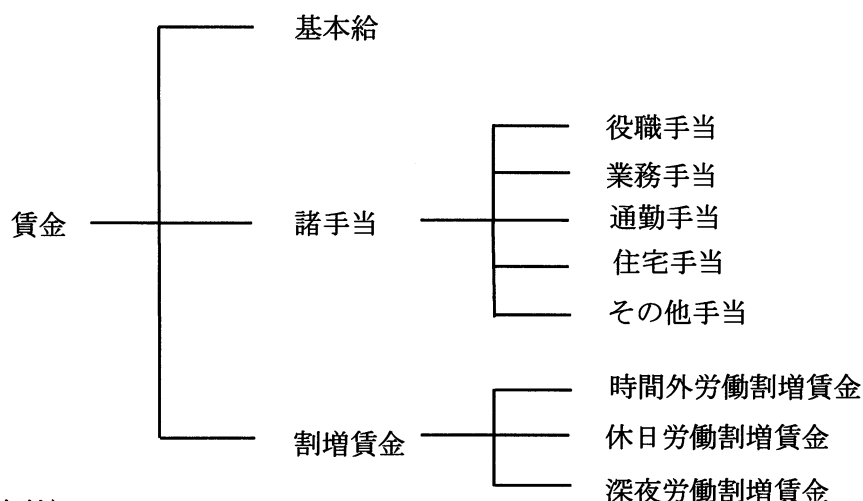 基本給
役職手当
業務手当
賃金 諸手当 通勤手当
住宅手当
その他手当
時間外労働割増賃金
割増賃金 休日労働割増賃金
深夜労働割増賃金